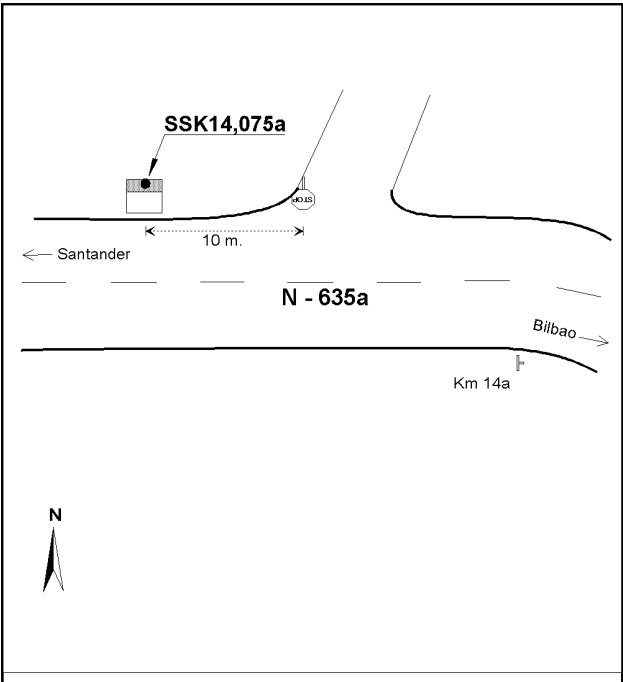 SSK14,075a
STOP
10 m.
Santander
N - 635a
Bilbao
Km 14a
N